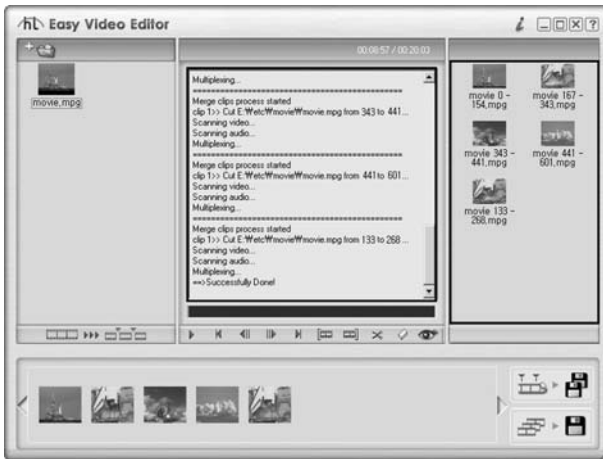 Easy Video Editor
00:08:57 / 00:20:03
movie,mpg
Multiplexing...
==================================================
Merge clips process started
clip 1>> Cut E:₩etc₩movie₩movie.mpg from 343 to 441...
Scanning video...
Scanning audio...
Multiplexing...
==================================================
Merge clips process started
clip 1>> Cut E:₩etc₩movie₩movie.mpg from 441 to 601...
Scanning video...
Scanning audio...
Multiplexing...
==================================================
Merge clips process started
clip 1>> Cut E:₩etc₩movie₩movie.mpg from 133 to 268 ...
Scanning video...
Scanning audio...
Multiplexing...
==>Successfully Done!
movie 0 -
154,mpg
movie 167 -
343,mpg
movie 343 -
441,mpg
movie 441 -
601,mpg
movie 133 -
268,mpg